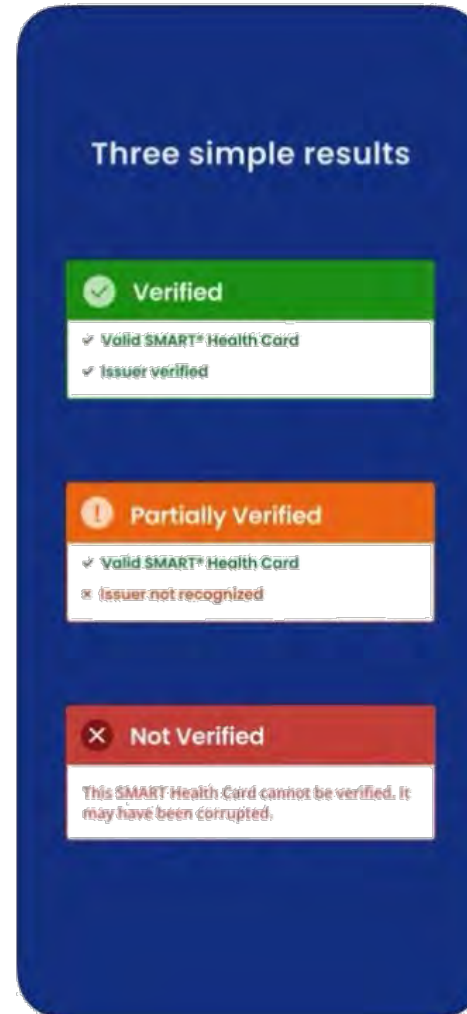 Three simple results
Verified
Valid SMART® Health Card
Issuer verified
Partially Verified
Valid SMART® Health Card
Issuer not recognized
Not Verified
This SMART Health Card cannot be verified. It
may have been corrupted.